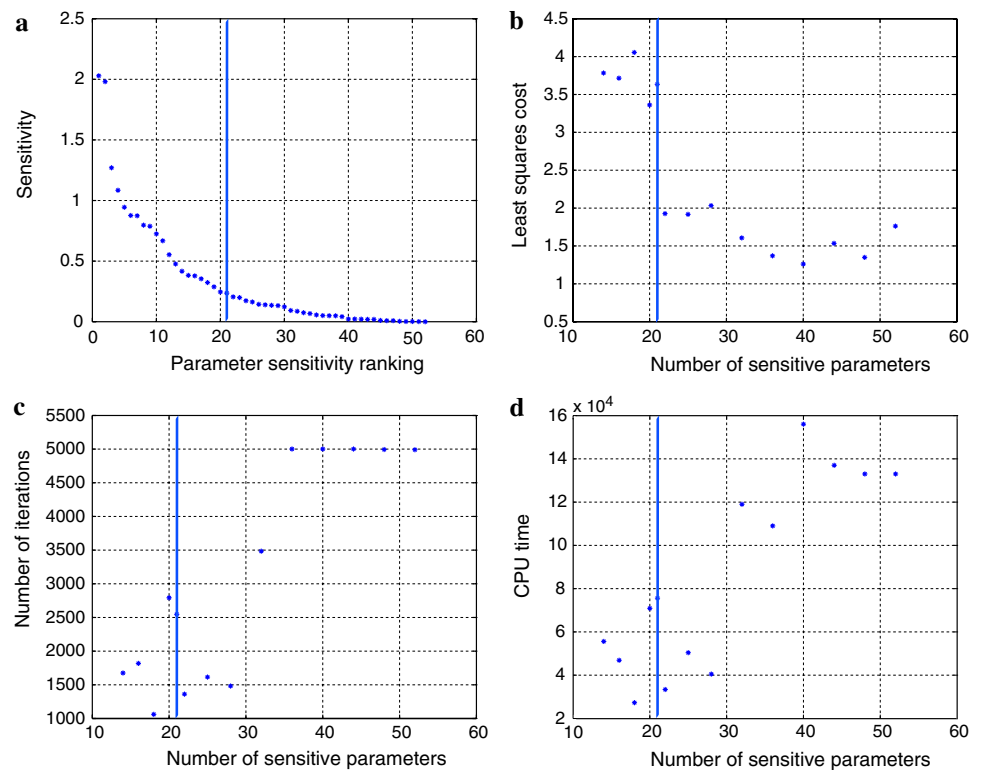 a
2.5
2
1.5
1
0.5
0
Sensitivity
0 10 20 30 40 50 60
Parameter sensitivity ranking
b
4.5
4
3.5
3
2.5
2
1.5
1
0.5
Least squares cost
10 20 30 40 50 60
Number of sensitive parameters
c
5500
5000
4500
4000
3500
3000
2500
2000
1500
1000
Number of iterations
10 20 30 40 50 60
Number of sensitive parameters
d
x 10^4
16
14
12
10
8
6
4
2
CPU time
10 20 30 40 50 60
Number of sensitive parameters